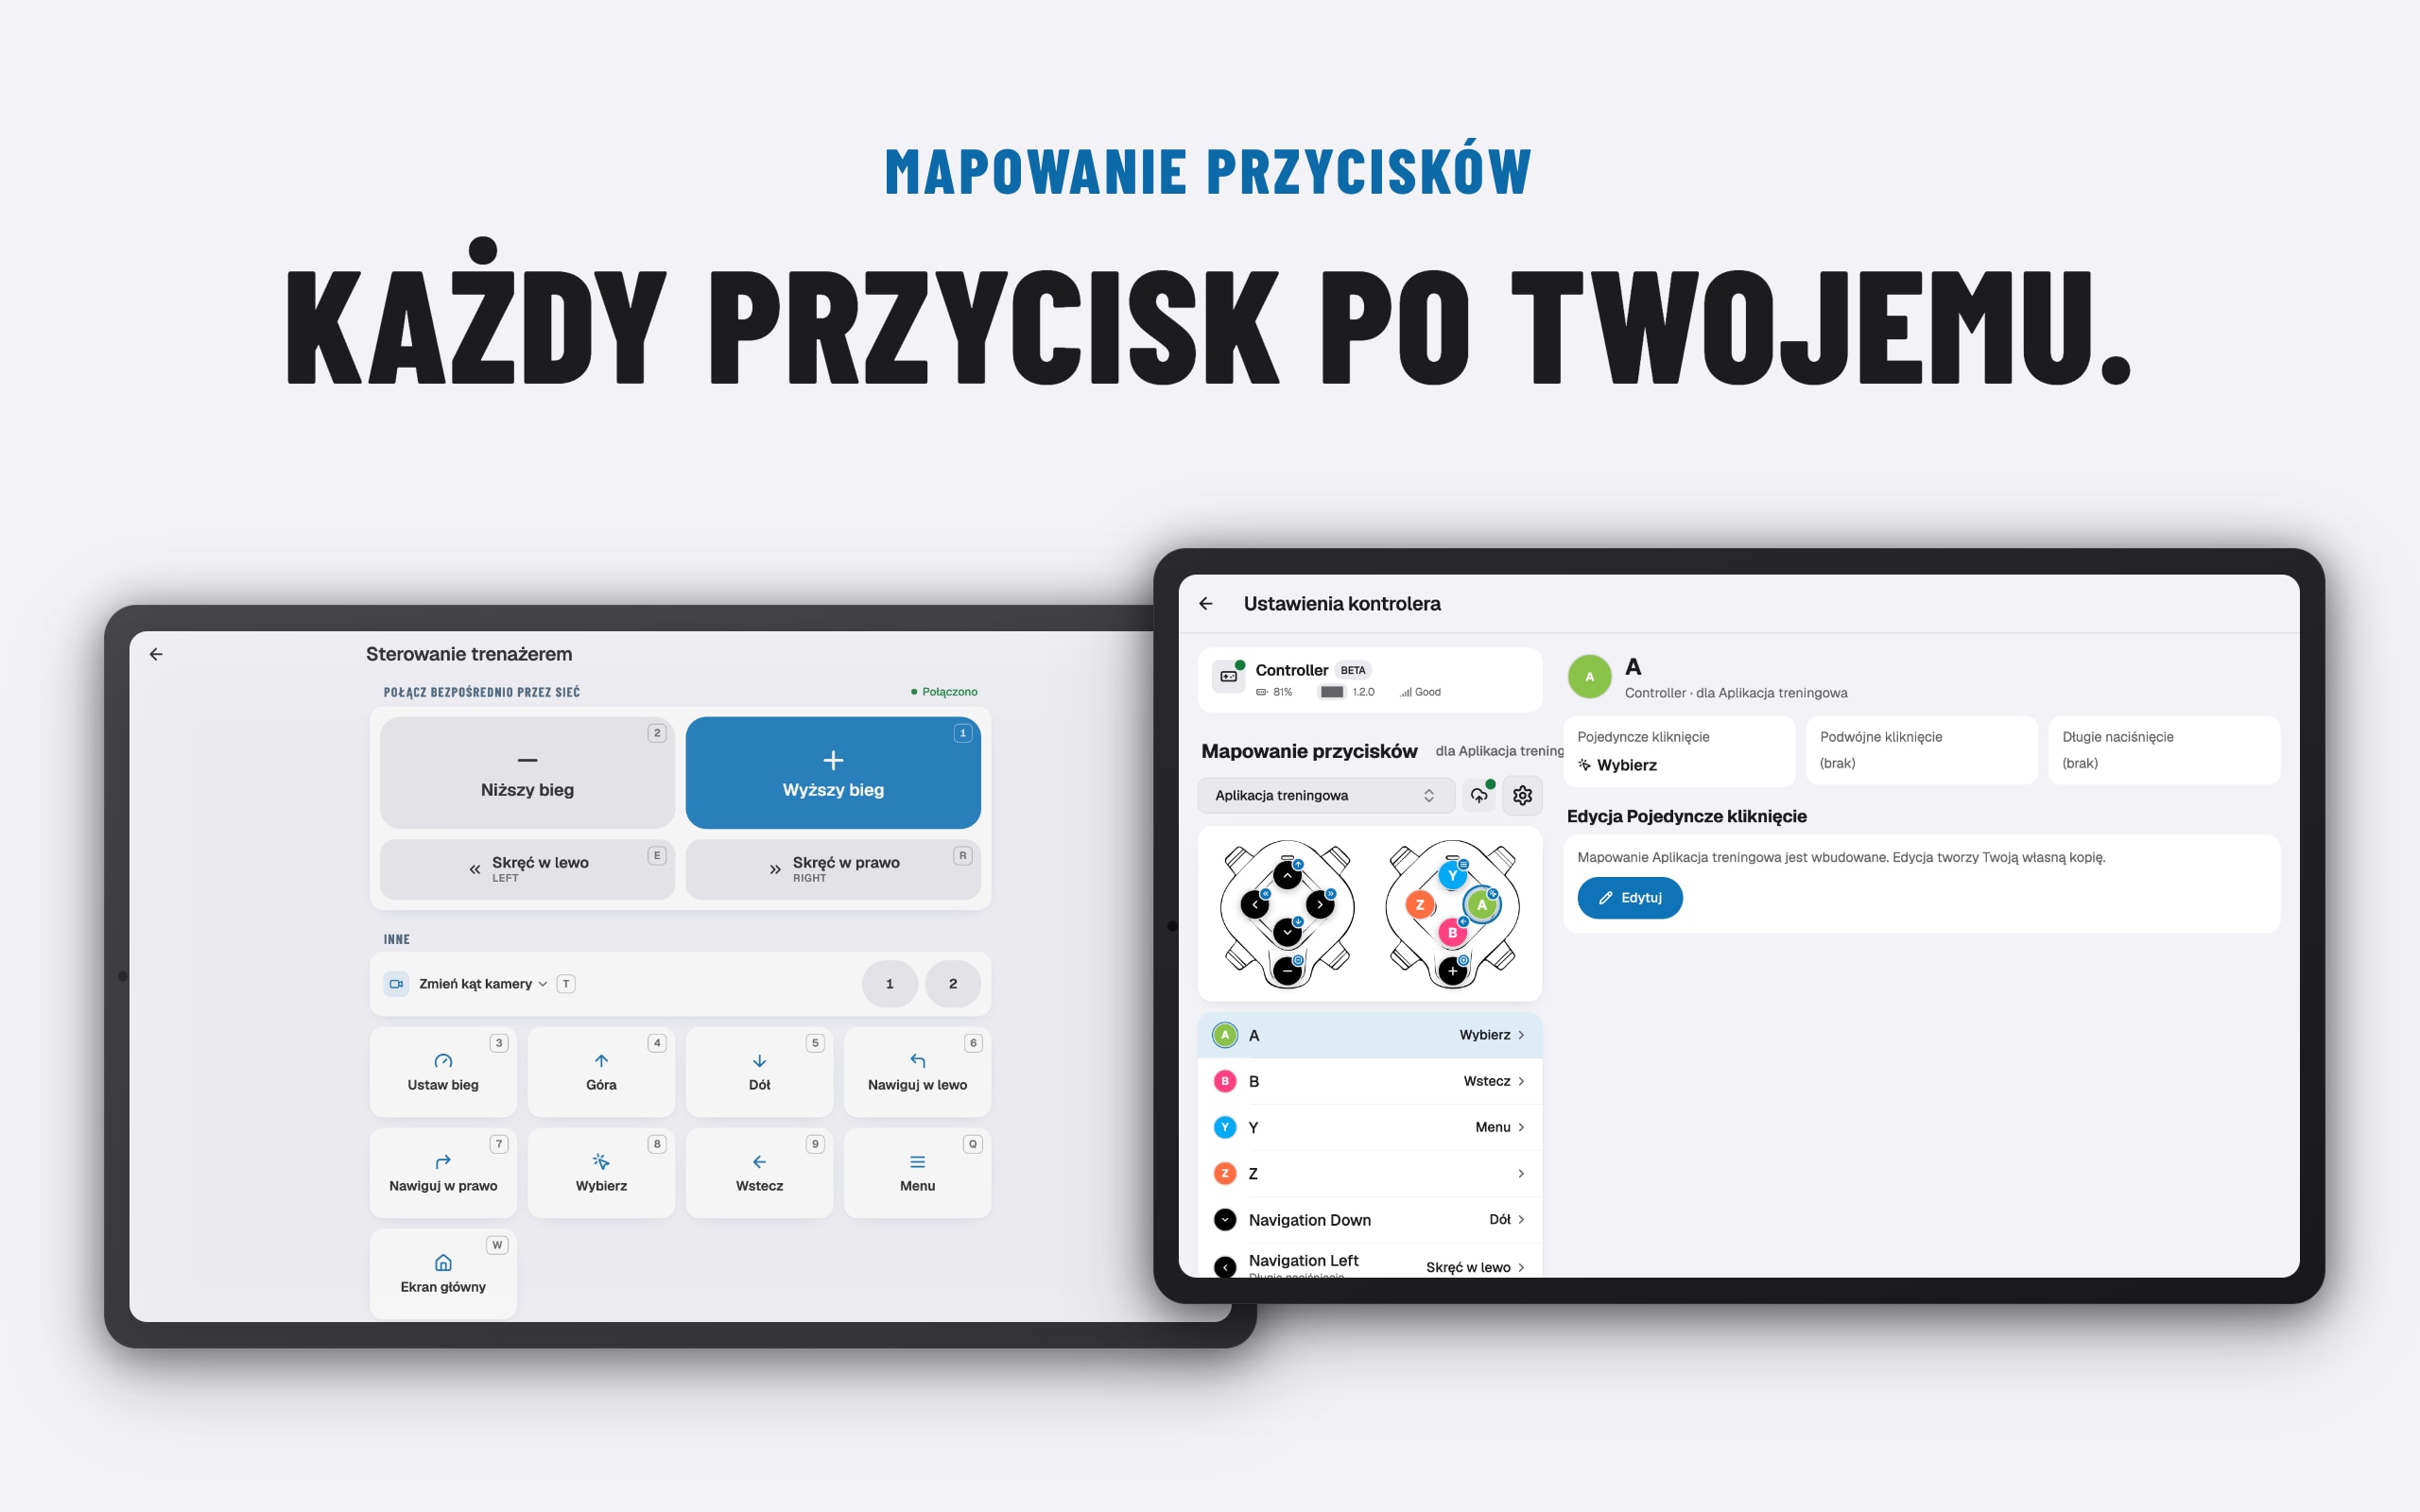 MAPOWANIE PRZYCISKÓW
KAŻDY PRZYCISK PO TWOJEMU.
Sterowanie trenażerem
POŁĄCZ BEZPOŚREDNIO PRZEZ SIEĆ
Połączono
2
Niższy bieg
1
Wyższy bieg
Skręć w lewo
LEFT
E
Skręć w prawo
RIGHT
R
INNE
Zmień kąt kamery T
1
2
3
Ustaw bieg
4
Góra
5
Dół
6
Nawiguj w lewo
7
Nawiguj w prawo
8
Wybierz
9
Wstecz
Q
Menu
W
Ekran główny
Ustawienia kontrolera
Controller BETA
81% 1.2.0 Good
Mapowanie przycisków dla Aplikacja trening
Aplikacja treningowa
Y
Z
A
B
A A Wybierz
B B Wstecz
Y Y Menu
Z Z
Navigation Down Dół
Navigation Left Skręć w lewo
A
A
Controller · dla Aplikacja treningowa
Pojedyncze kliknięcie
Wybierz
Podwójne kliknięcie
(brak)
Długie naciśnięcie
(brak)
Edycja Pojedyncze kliknięcie
Mapowanie Aplikacja treningowa jest wbudowane. Edycja tworzy Twoją własną kopię.
Edytuj